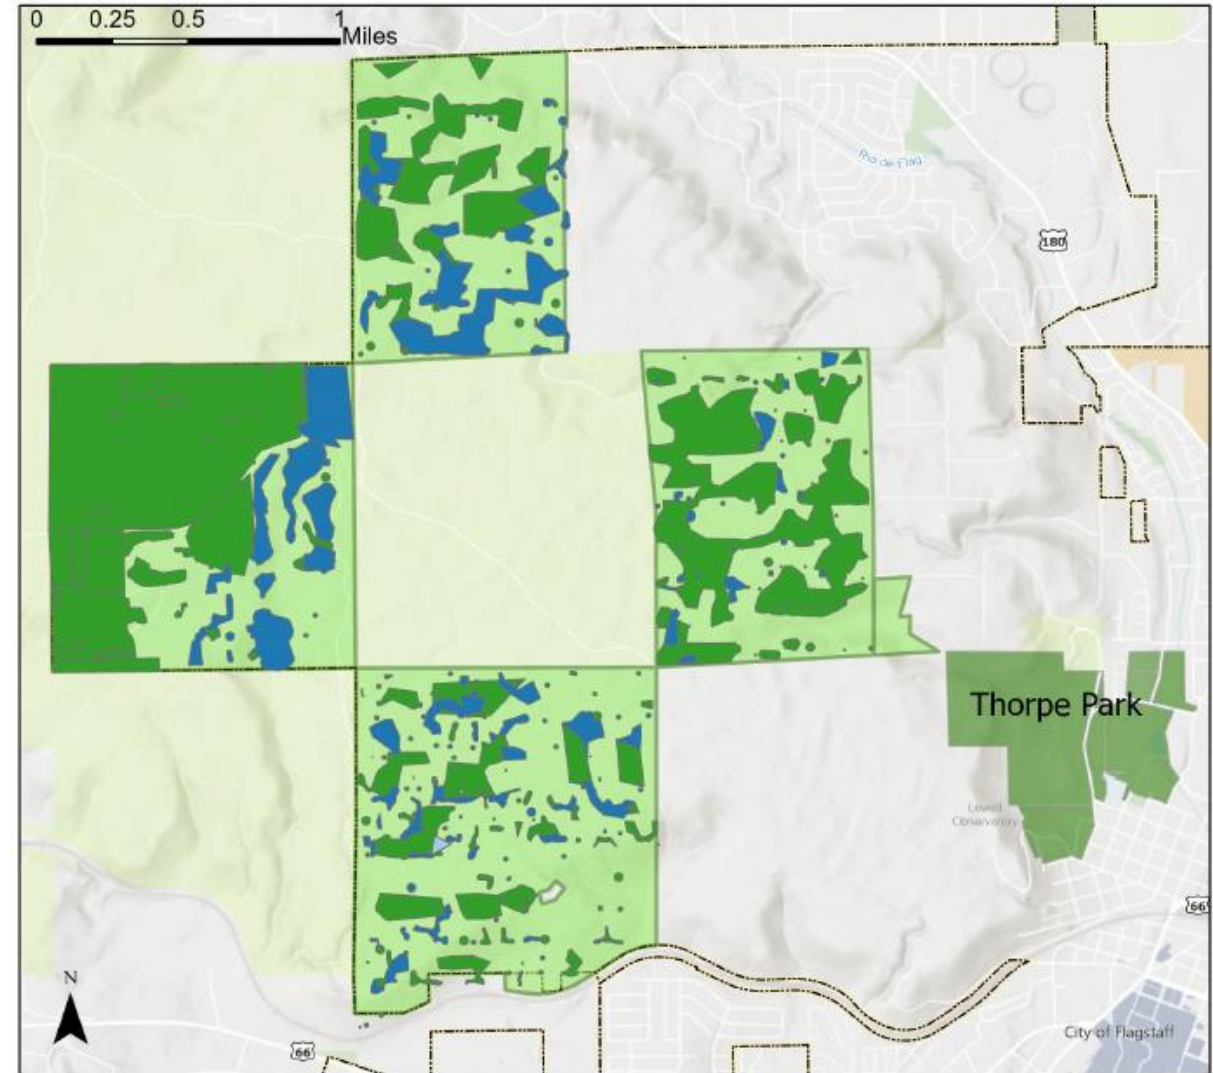 0 0.25 0.5 1
Miles
Rio de Flag
180
Thorpe Park
Lowell
Observatory
66
N
City of Flagstaff
66